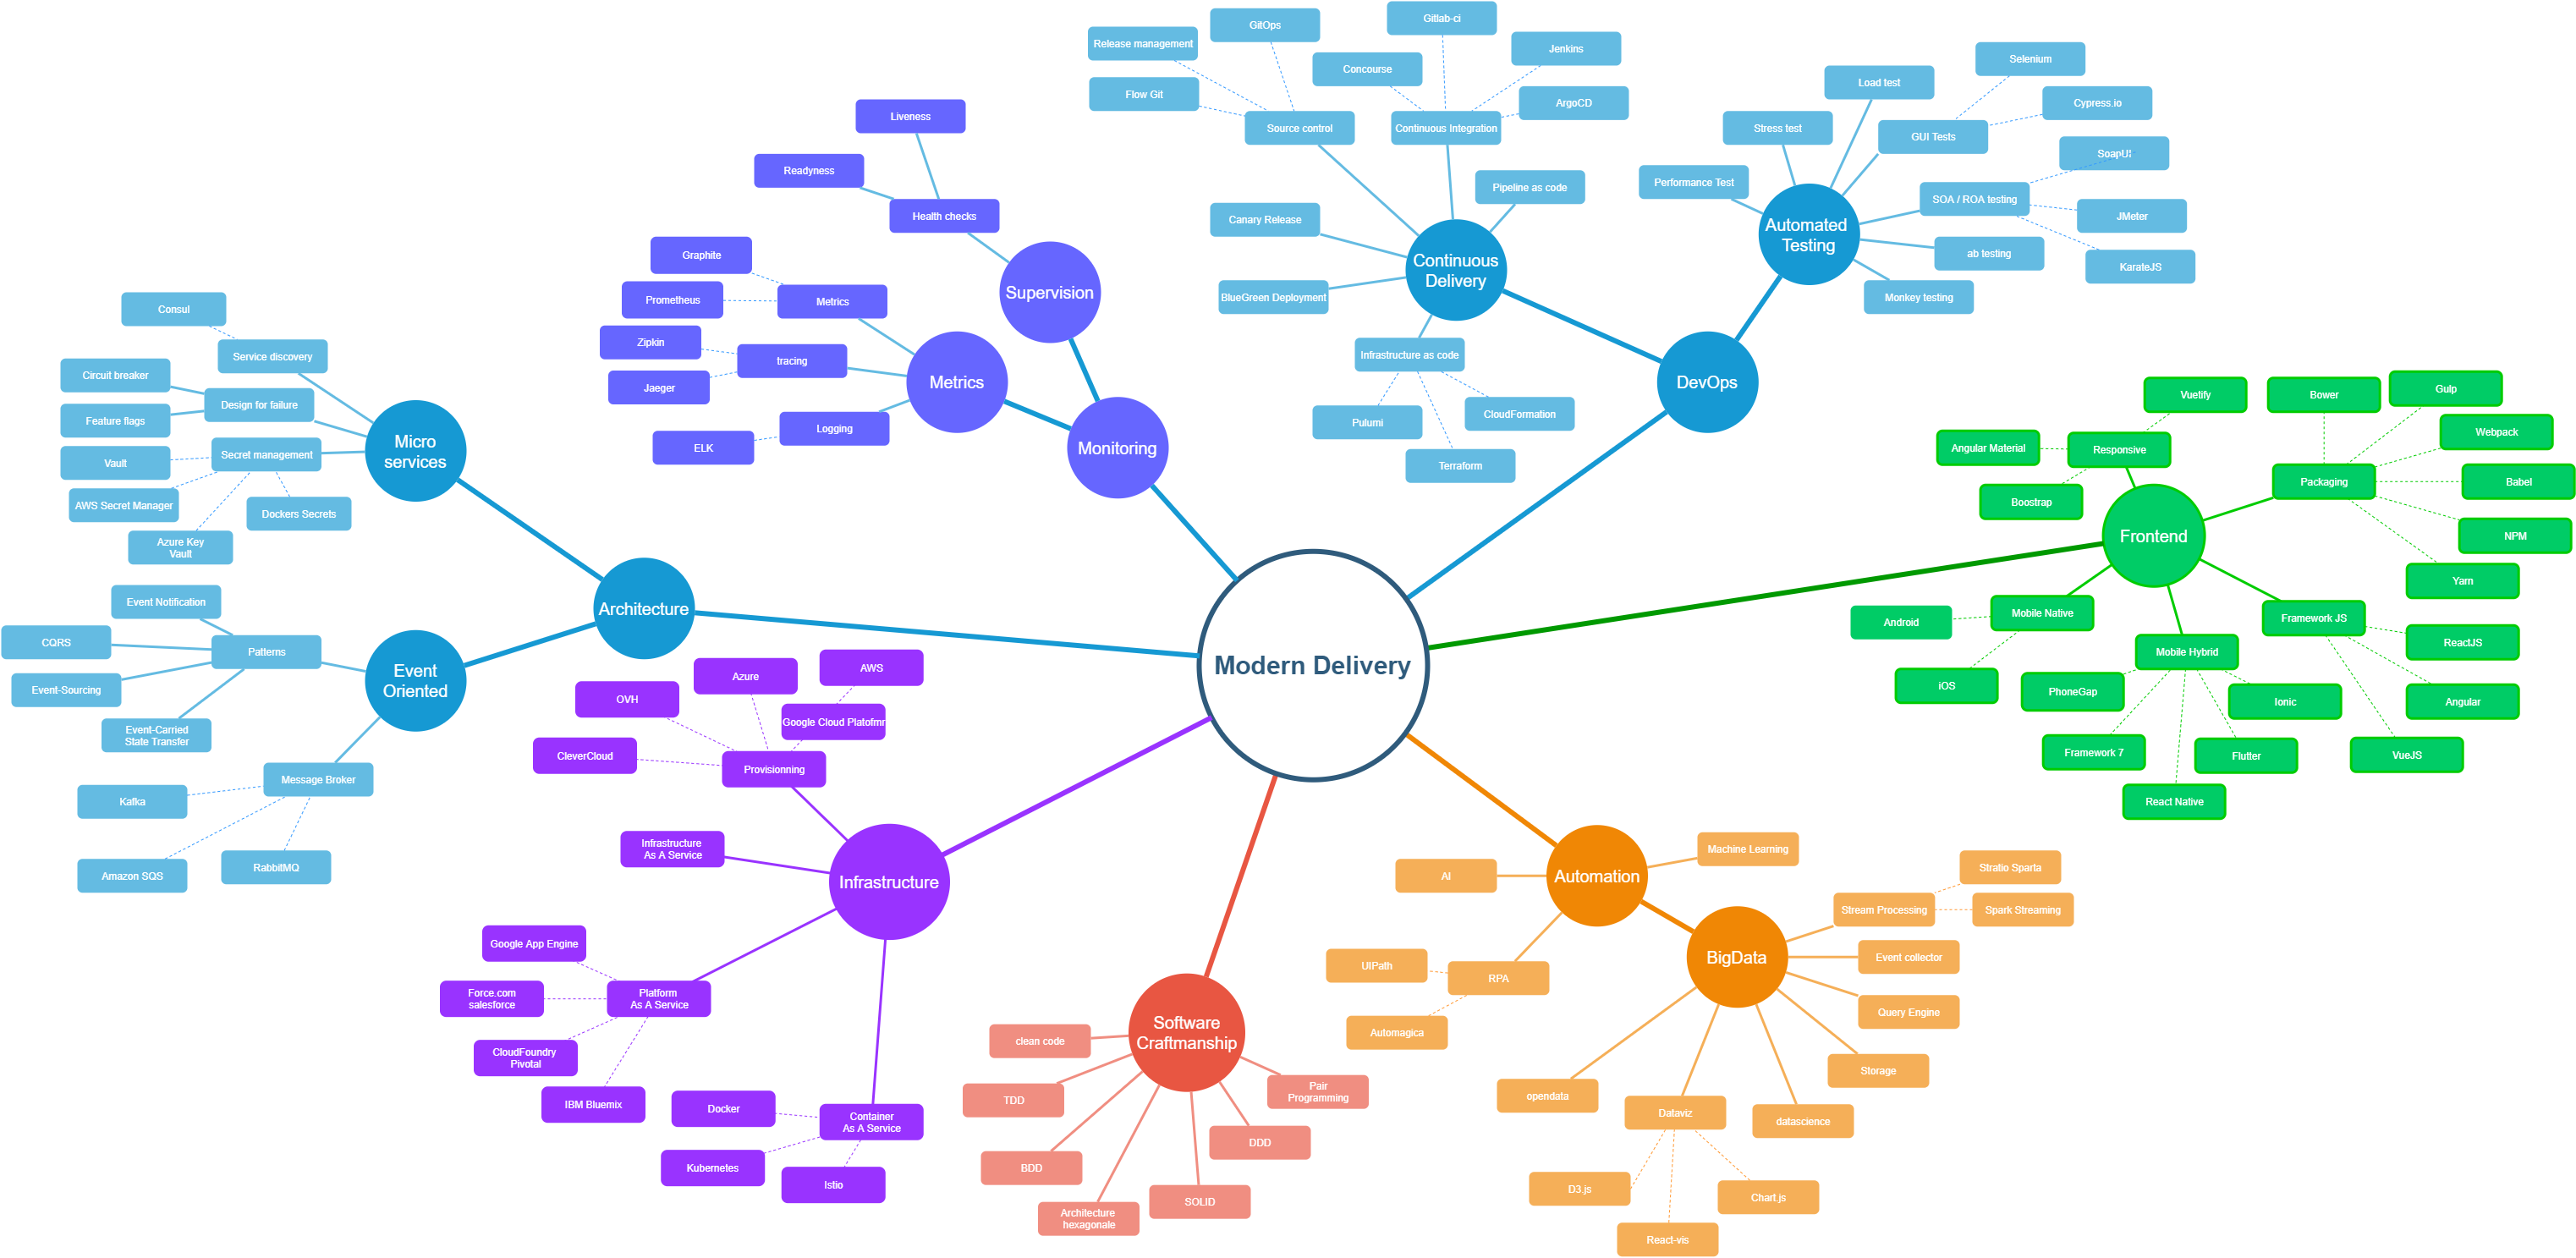 Modern Delivery
Architecture
Micro
services
Service discovery
Consul
Design for failure
Circuit breaker
Feature flags
Secret management
Vault
AWS Secret Manager
Azure Key
Vault
Dockers Secrets
Event
Oriented
Patterns
Event Notification
CQRS
Event-Sourcing
Event-Carried
State Transfer
Message Broker
Kafka
Amazon SQS
RabbitMQ
Monitoring
Supervision
Health checks
Liveness
Readyness
Metrics
Metrics
Graphite
Prometheus
tracing
Zipkin
Jaeger
Logging
ELK
DevOps
Continuous
Delivery
Source control
Release management
GitOps
Flow Git
Continuous Integration
Gitlab-ci
Concourse
Jenkins
ArgoCD
Pipeline as code
Canary Release
BlueGreen Deployment
Infrastructure as code
Pulumi
CloudFormation
Terraform
Automated
Testing
Performance Test
Stress test
Load test
GUI Tests
Selenium
Cypress.io
SOA / ROA testing
SoapUI
JMeter
KarateJS
ab testing
Monkey testing
Frontend
Responsive
Vuetify
Angular Material
Boostrap
Packaging
Bower
Gulp
Webpack
Babel
NPM
Yarn
Mobile Native
Android
iOS
Mobile Hybrid
PhoneGap
Framework 7
React Native
Flutter
Ionic
Framework JS
ReactJS
Angular
VueJS
Infrastructure
Provisionning
AWS
Azure
OVH
Google Cloud Platofmr
CleverCloud
Infrastructure
As A Service
Platform
As A Service
Google App Engine
Force.com
salesforce
CloudFoundry
Pivotal
IBM Bluemix
Container
As A Service
Docker
Kubernetes
Istio
Software
Craftmanship
clean code
TDD
BDD
Architecture
hexagonale
SOLID
DDD
Pair
Programming
Automation
Machine Learning
AI
RPA
UIPath
Automagica
BigData
Stream Processing
Stratio Sparta
Spark Streaming
Event collector
Query Engine
Storage
datascience
Dataviz
D3.js
React-vis
Chart.js
opendata